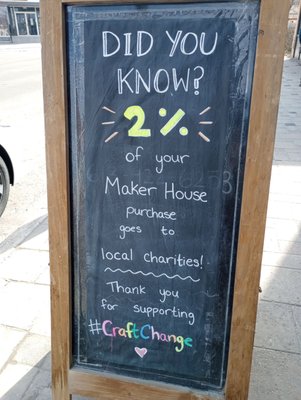 DID YOU
KNOW?
2%
of your
Maker House
purchase
goes to
local charities!
Thank you
for supporting
#CraftChange